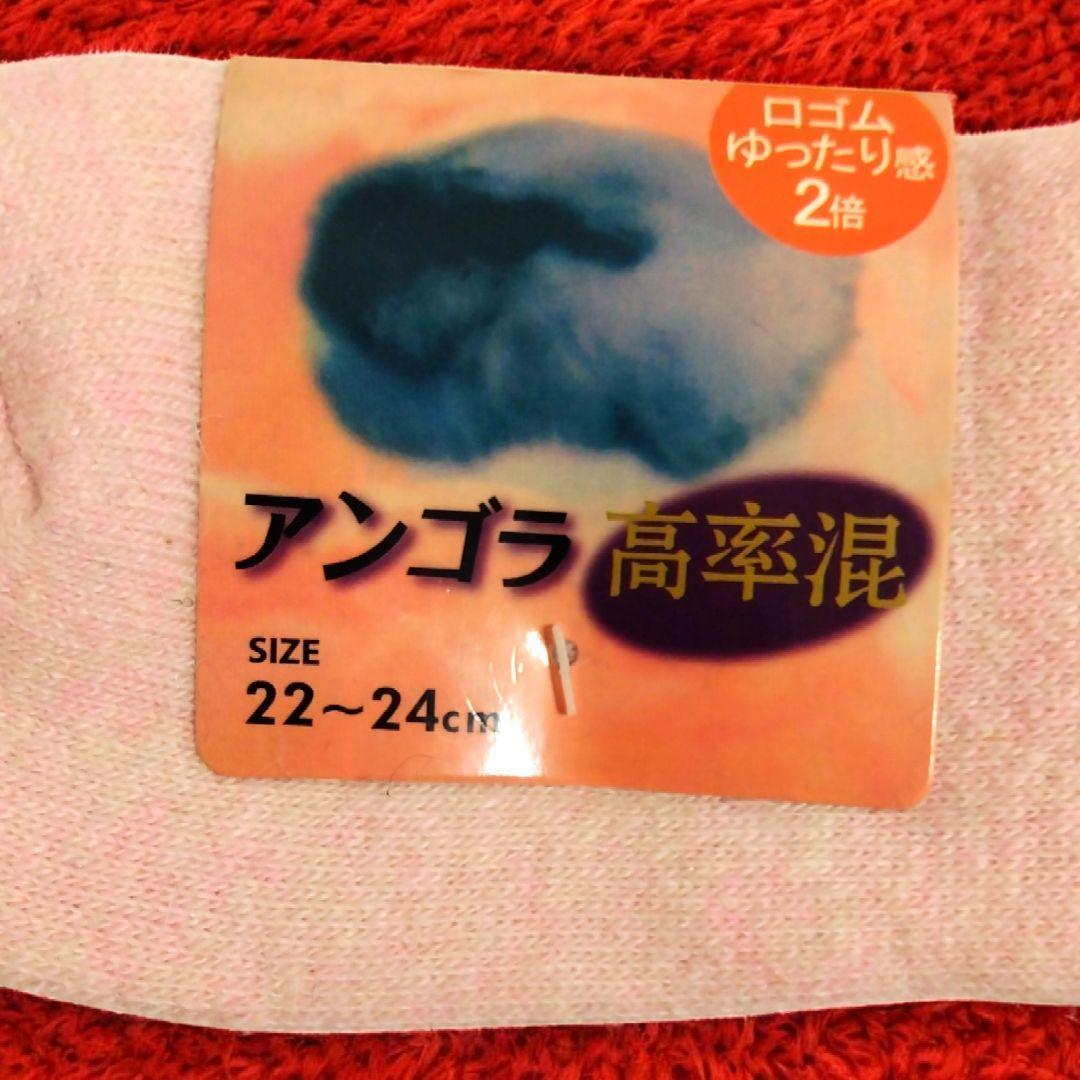 口ゴム
ゆったり感
2倍
アンゴラ 高率混
SIZE
22～24cm